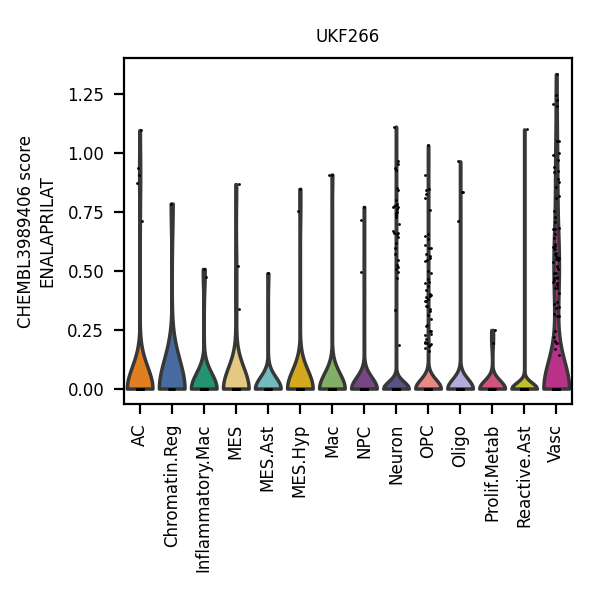 UKF266
CHEMBL3989406 score
ENALAPRILAT
1.25
1.00
0.75
0.50
0.25
0.00
AC
Chromatin.Reg
Inflammatory.Mac
MES
MES.Ast
MES.Hyp
Mac
NPC
Neuron
OPC
Oligo
Prolif.Metab
Reactive.Ast
Vasc